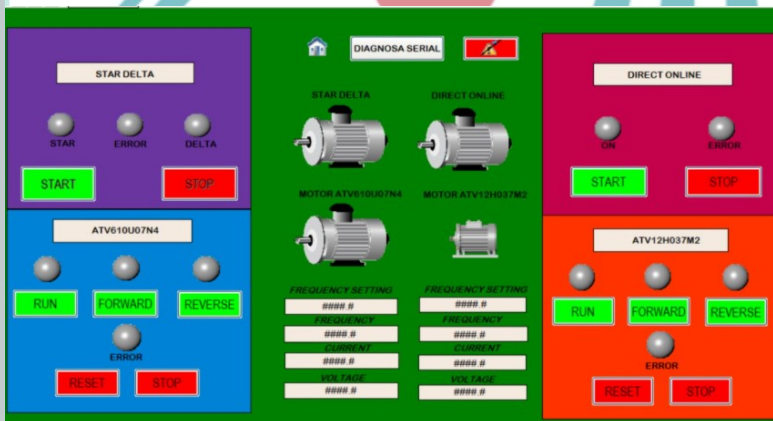 DIAGNOSA SERIAL
STAR DELTA
STAR ERROR DELTA
START STOP
ATV610U07N4
RUN FORWARD REVERSE
ERROR
RESET STOP
STAR DELTA DIRECT ONLINE
MOTOR ATV610U07N4 MOTOR ATV12H037M2
FREQUENCY SETTING FREQUENCY SETTING
####.# ####.#
FREQUENCY FREQUENCY
####.# ####.#
CURRENT CURRENT
####.# ####.#
VOLTAGE VOLTAGE
####.# ####.#
DIRECT ONLINE
ON ERROR
START STOP
ATV12H037M2
RUN FORWARD REVERSE
ERROR
RESET STOP